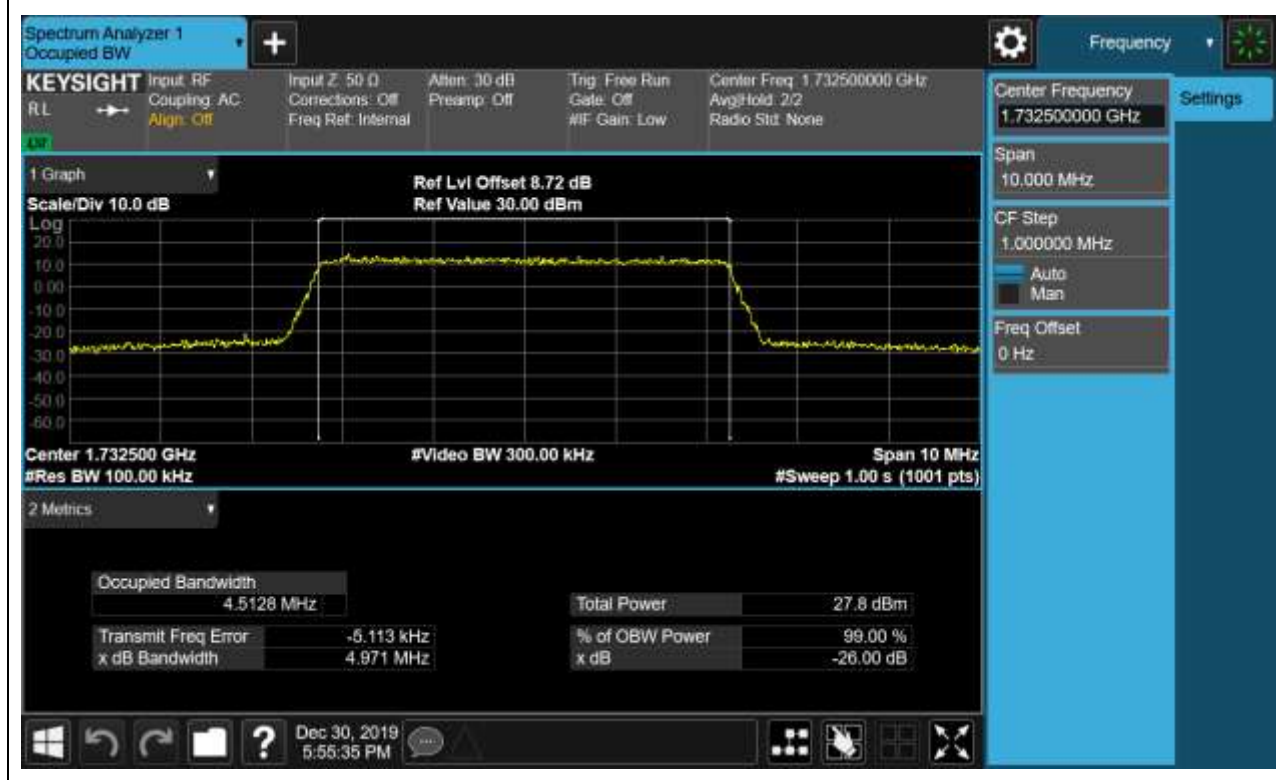 Spectrum Analyzer 1
Occupied BW
Frequency
KEYSIGHT
RL
Input: RF
Coupling: AC
Align: Off
Input Z: 50 Ω
Corrections: Off
Freq Ref: Internal
Atten: 30 dB
Preamp: Off
Trig: Free Run
Gate: Off
#IF Gain: Low
Center Freq: 1.732500000 GHz
Avg|Hold: 2/2
Radio Std: None
Center Frequency
1.732500000 GHz
Settings
Span
10.000 MHz
CF Step
1.000000 MHz
Auto
Man
Freq Offset
0 Hz
1 Graph
Scale/Div 10.0 dB
Ref Lvl Offset 8.72 dB
Ref Value 30.00 dBm
Log
20.0
10.0
0.00
-10.0
-20.0
-30.0
-40.0
-50.0
-60.0
Center 1.732500 GHz
#Video BW 300.00 kHz
Span 10 MHz
#Res BW 100.00 kHz
#Sweep 1.00 s (1001 pts)
2 Metrics
Occupied Bandwidth
4.5128 MHz
Total Power 27.8 dBm
Transmit Freq Error -5.113 kHz
% of OBW Power 99.00 %
x dB Bandwidth 4.971 MHz
x dB -26.00 dB
?
Dec 30, 2019
5:55:35 PM